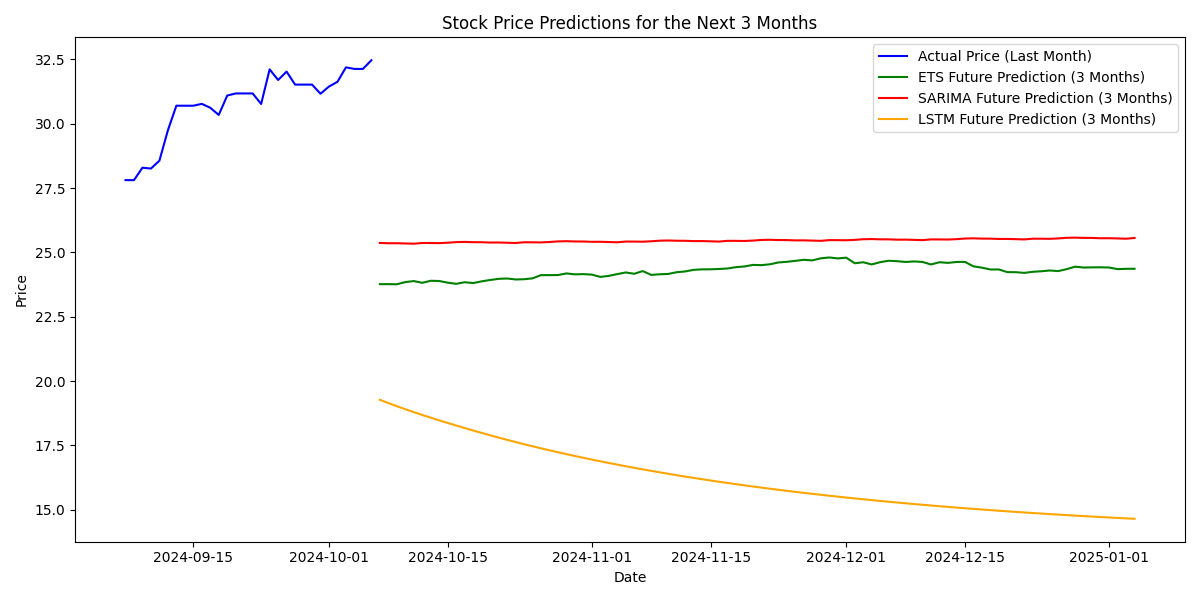 Stock Price Predictions for the Next 3 Months
Actual Price (Last Month)
ETS Future Prediction (3 Months)
SARIMA Future Prediction (3 Months)
LSTM Future Prediction (3 Months)
Price
32.5
30.0
27.5
25.0
22.5
20.0
17.5
15.0
2024-09-15 2024-10-01 2024-10-15 2024-11-01 2024-11-15 2024-12-01 2024-12-15 2025-01-01
Date